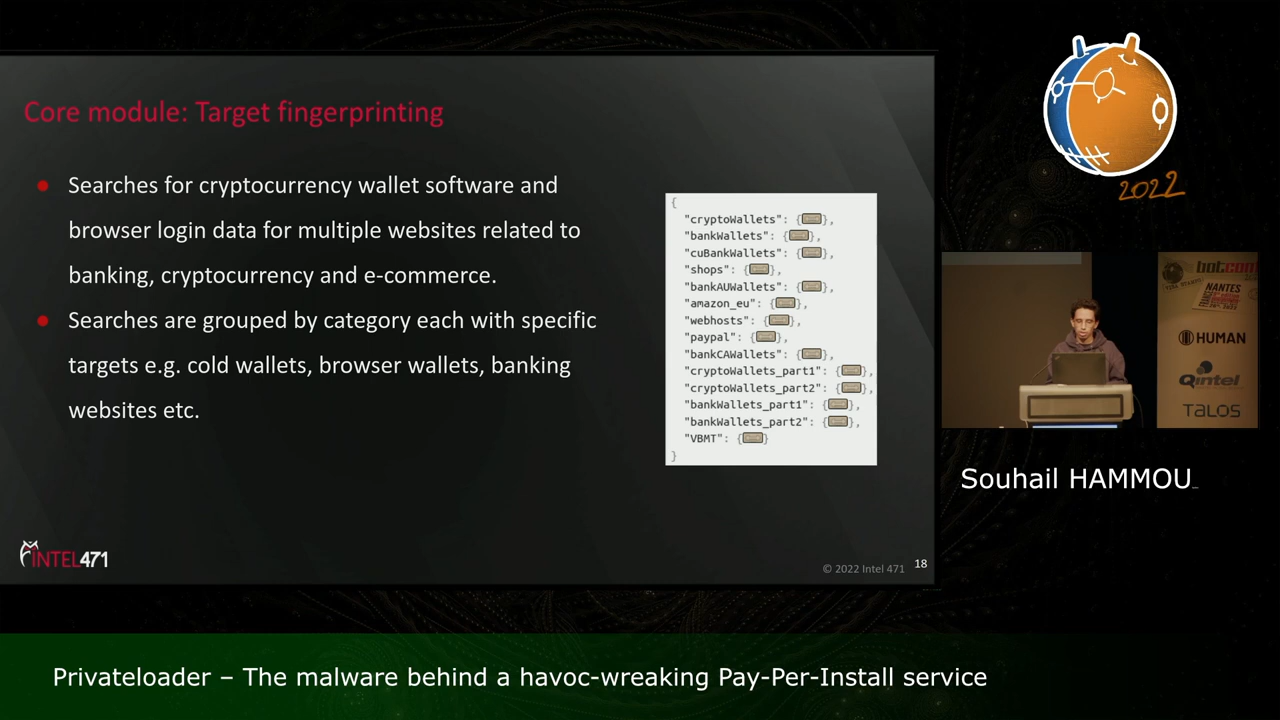 Core module: Target fingerprinting
● Searches for cryptocurrency wallet software and
browser login data for multiple websites related to
banking, cryptocurrency and e-commerce.
● Searches are grouped by category each with specific
targets e.g. cold wallets, browser wallets, banking
websites etc.
{
"cryptoWallets": {},
"bankWallets": {},
"cuBankWallets": {},
"shops": {},
"bankAUWallets": {},
"amazon_eu": {},
"webhosts": {},
"paypal": {},
"bankCAWallets": {},
"cryptoWallets_part1": {},
"cryptoWallets_part2": {},
"bankWallets_part1": {},
"bankWallets_part2": {},
"VBMT": {}
}
INTEL471
© 2022 Intel 471
18
2022
NANTES
HUMAN
Qintel
TALOS
Souhail HAMMOU_
Privateloader – The malware behind a havoc-wreaking Pay-Per-Install service